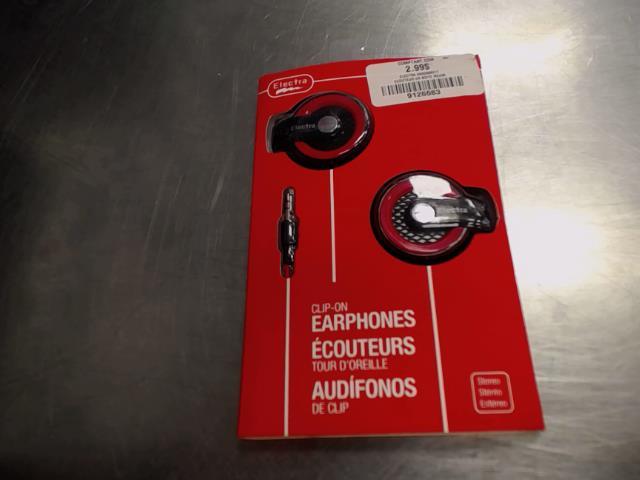 Electra
COMPTANT.COM
2.99$
9126663
Electra
Electra
CLIP-ON
EARPHONES
ÉCOUTEURS
TOUR D'OREILLE
AUDÍFONOS
DE CLIP
Stereo
Stéréo
Estéreo